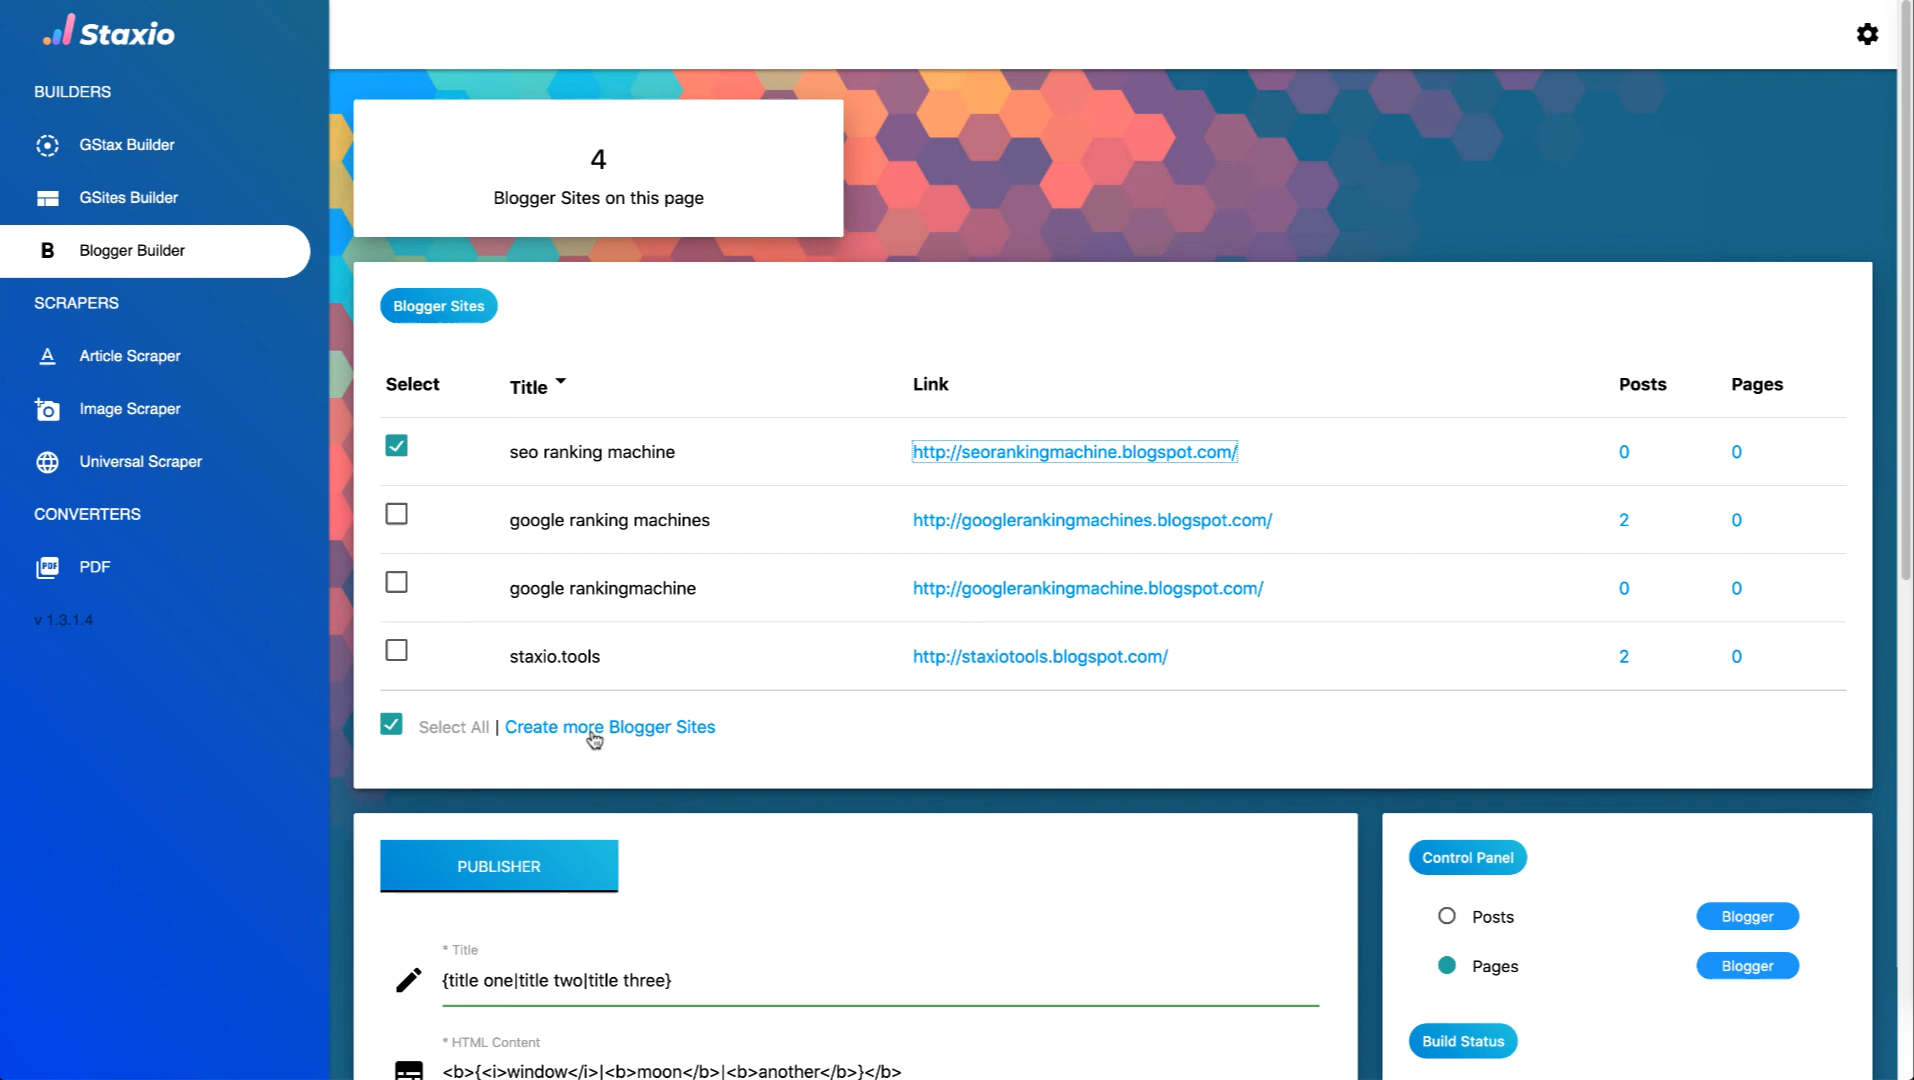 Staxio
BUILDERS
GStax Builder
GSites Builder
B Blogger Builder
SCRAPERS
Article Scraper
Image Scraper
Universal Scraper
CONVERTERS
PDF PDF
v 1.3.1.4
4
Blogger Sites on this page
Blogger Sites
Select Title Link Posts Pages
seo ranking machine http://seorankingmachine.blogspot.com/ 0 0
google ranking machines http://googlerankingmachines.blogspot.com/ 2 0
google rankingmachine http://googlerankingmachine.blogspot.com/ 0 0
staxio.tools http://staxiotools.blogspot.com/ 2 0
Select All | Create more Blogger Sites
PUBLISHER
* Title
{title one|title two|title three}
* HTML Content
<b>{<i>window</i>|<b>moon</b>|<b>another</b>}</b>
Control Panel
Posts Blogger
Pages Blogger
Build Status